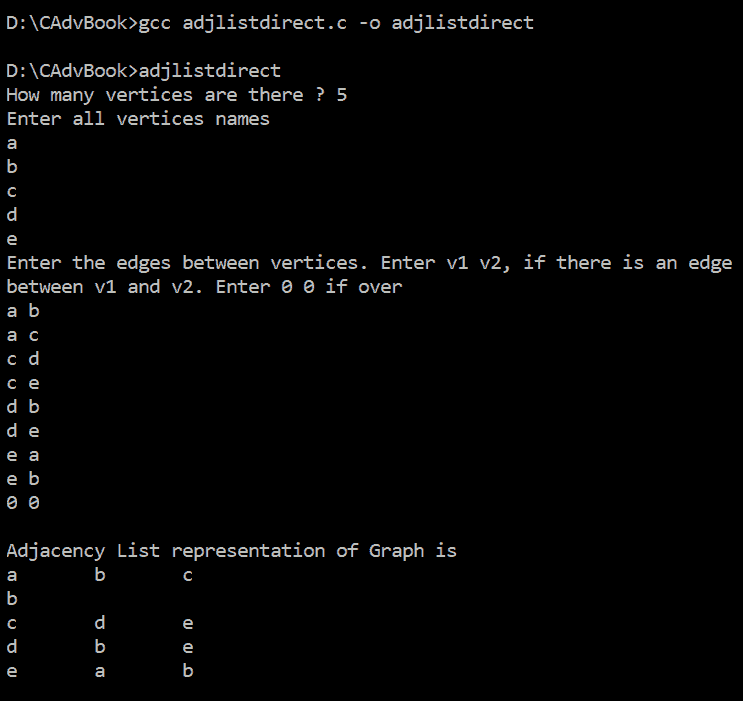 D:\CAdvBook>gcc adjlistdirect.c -o adjlistdirect
D:\CAdvBook>adjlistdirect
How many vertices are there ? 5
Enter all vertices names
a
b
c
d
e
Enter the edges between vertices. Enter v1 v2, if there is an edge
between v1 and v2. Enter 0 0 if over
a b
a c
c d
c e
d b
d e
e a
e b
0 0
Adjacency List representation of Graph is
a b c
b
c d e
d b e
e a b